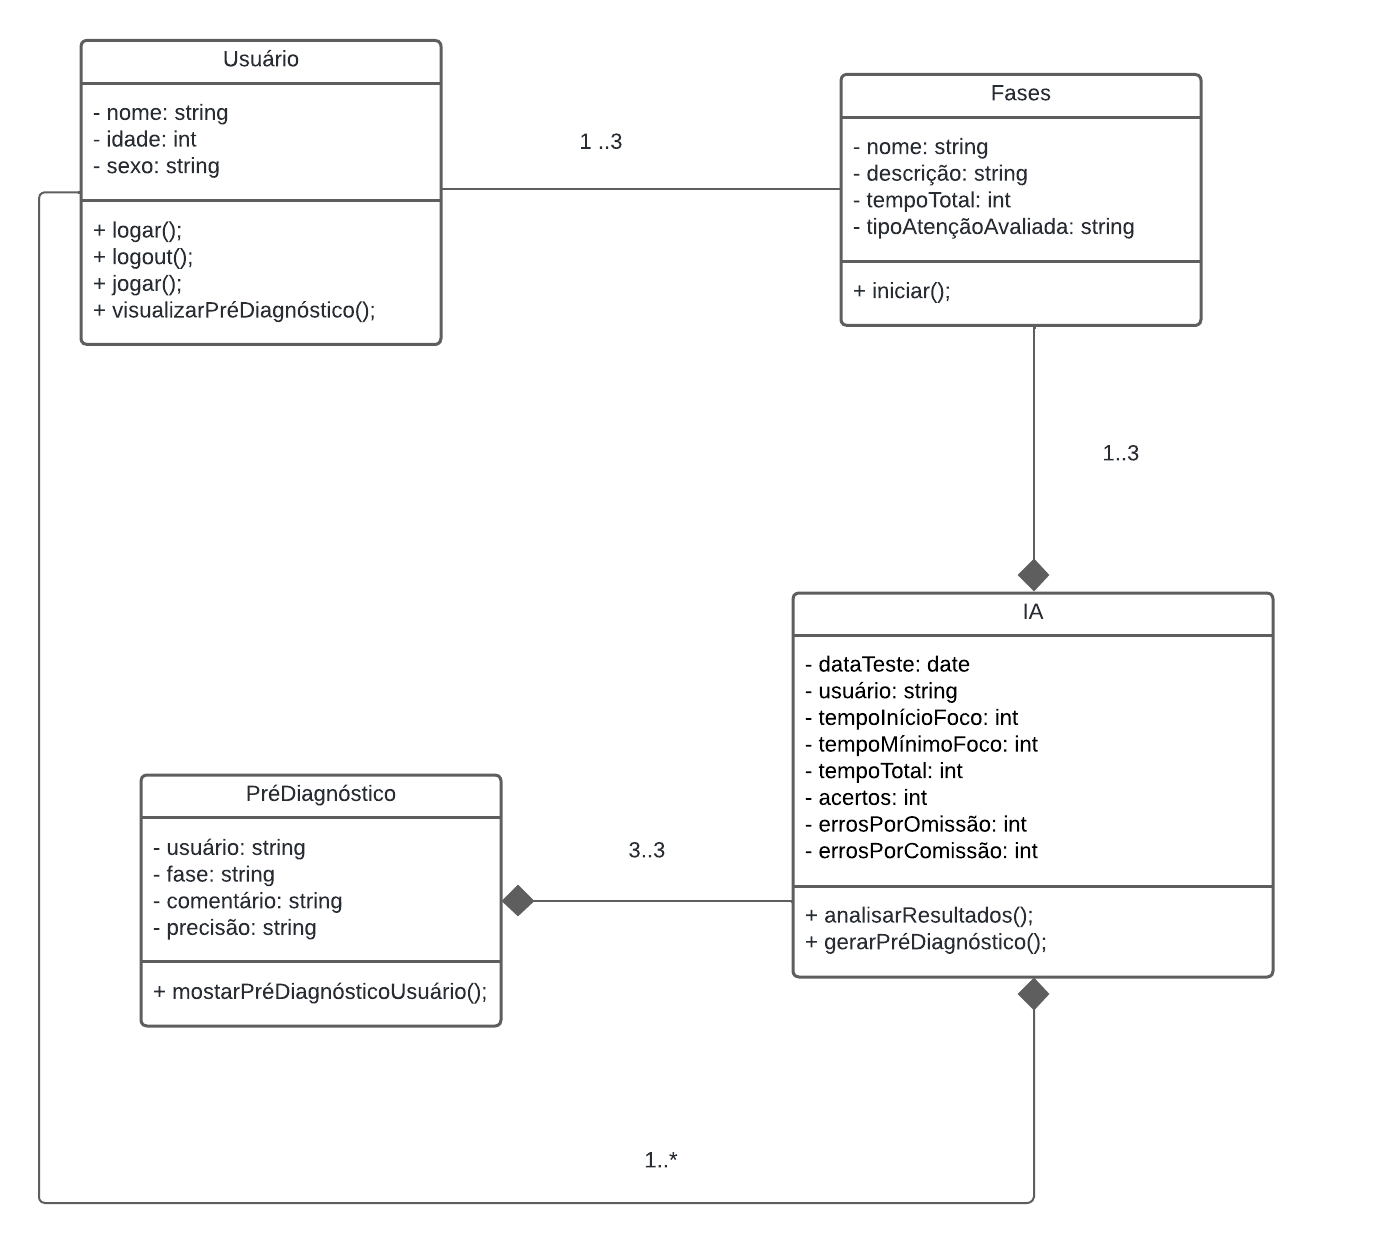 Usuário
- nome: string
- idade: int
- sexo: string
+ logar();
+ logout();
+ jogar();
+ visualizarPréDiagnóstico();
1 ..3
Fases
- nome: string
- descrição: string
- tempoTotal: int
- tipoAtençãoAvaliada: string
+ iniciar();
1..3
IA
- dataTeste: date
- usuário: string
- tempoInícioFoco: int
- tempoMínimoFoco: int
- tempoTotal: int
- acertos: int
- errosPorOmissão: int
- errosPorComissão: int
+ analisarResultados();
+ gerarPréDiagnóstico();
PréDiagnóstico
- usuário: string
- fase: string
- comentário: string
- precisão: string
+ mostarPréDiagnósticoUsuário();
3..3
1..*